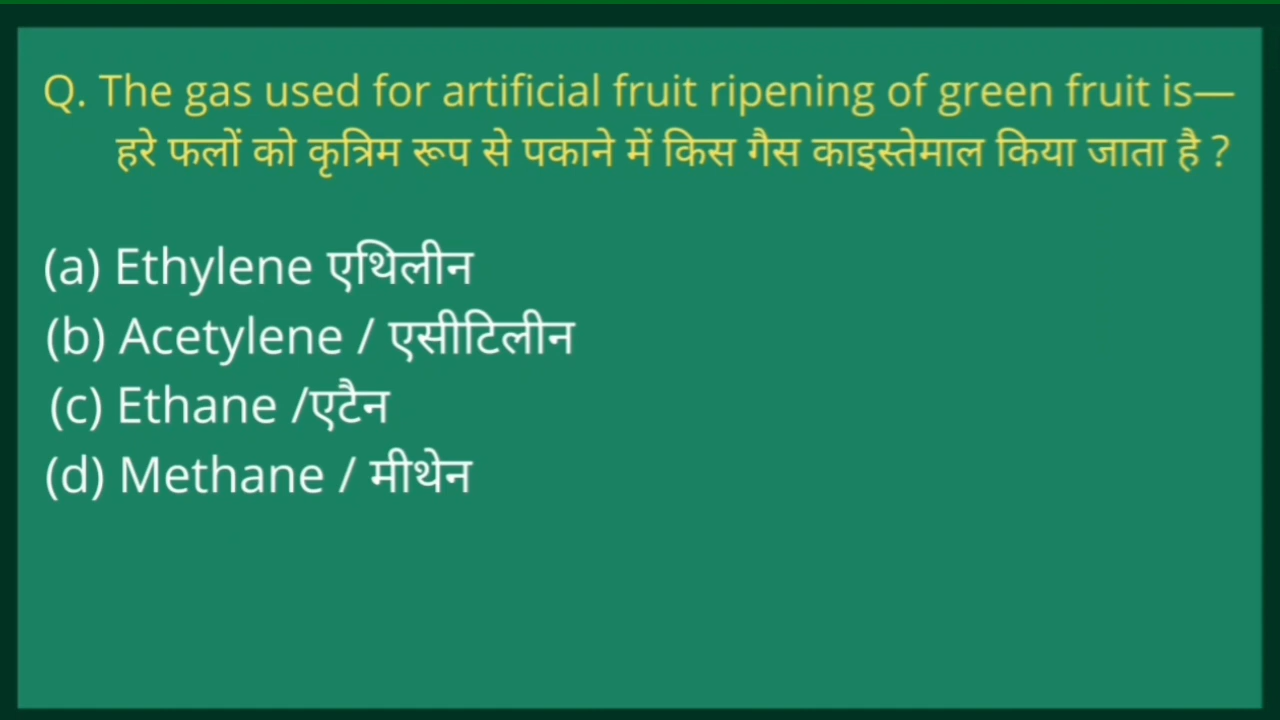 Q. The gas used for artificial fruit ripening of green fruit is—
हरे फलों को कृत्रिम रूप से पकाने में किस गैस काइस्तेमाल किया जाता है ?
(a) Ethylene एथिलीन
(b) Acetylene / एसीटिलीन
(c) Ethane /एटैन
(d) Methane / मीथेन